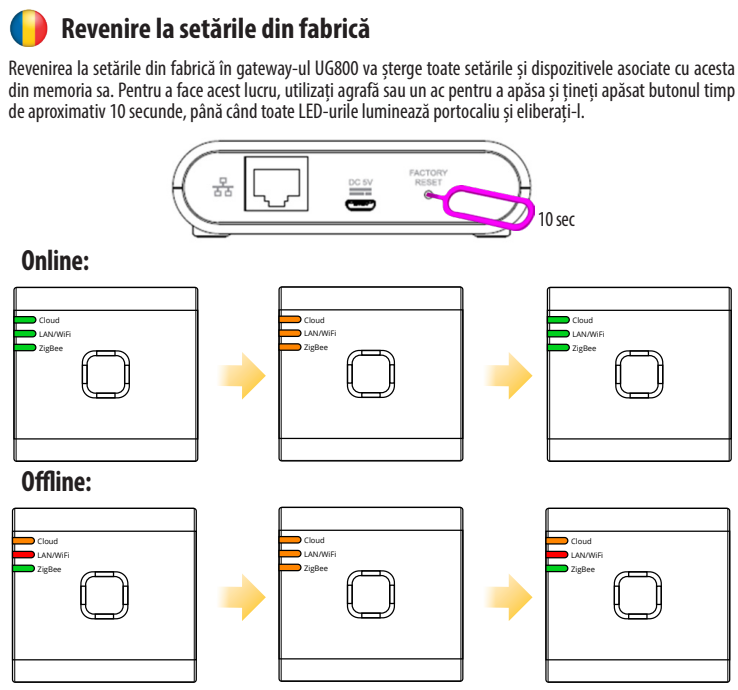 Revenire la setările din fabrică
Revenirea la setările din fabrică în gateway-ul UG800 va șterge toate setările și dispozitivele asociate cu acesta
din memoria sa. Pentru a face acest lucru, utilizați agrafă sau un ac pentru a apăsa și țineți apăsat butonul timp
de aproximativ 10 secunde, până când toate LED-urile luminează portocaliu și eliberați-l.
FACTORY
RESET
DC 5V
10 sec
Online:
Cloud
LAN/WiFi
ZigBee
Cloud
LAN/WiFi
ZigBee
Cloud
LAN/WiFi
ZigBee
Offline:
Cloud
LAN/WiFi
ZigBee
Cloud
LAN/WiFi
ZigBee
Cloud
LAN/WiFi
ZigBee